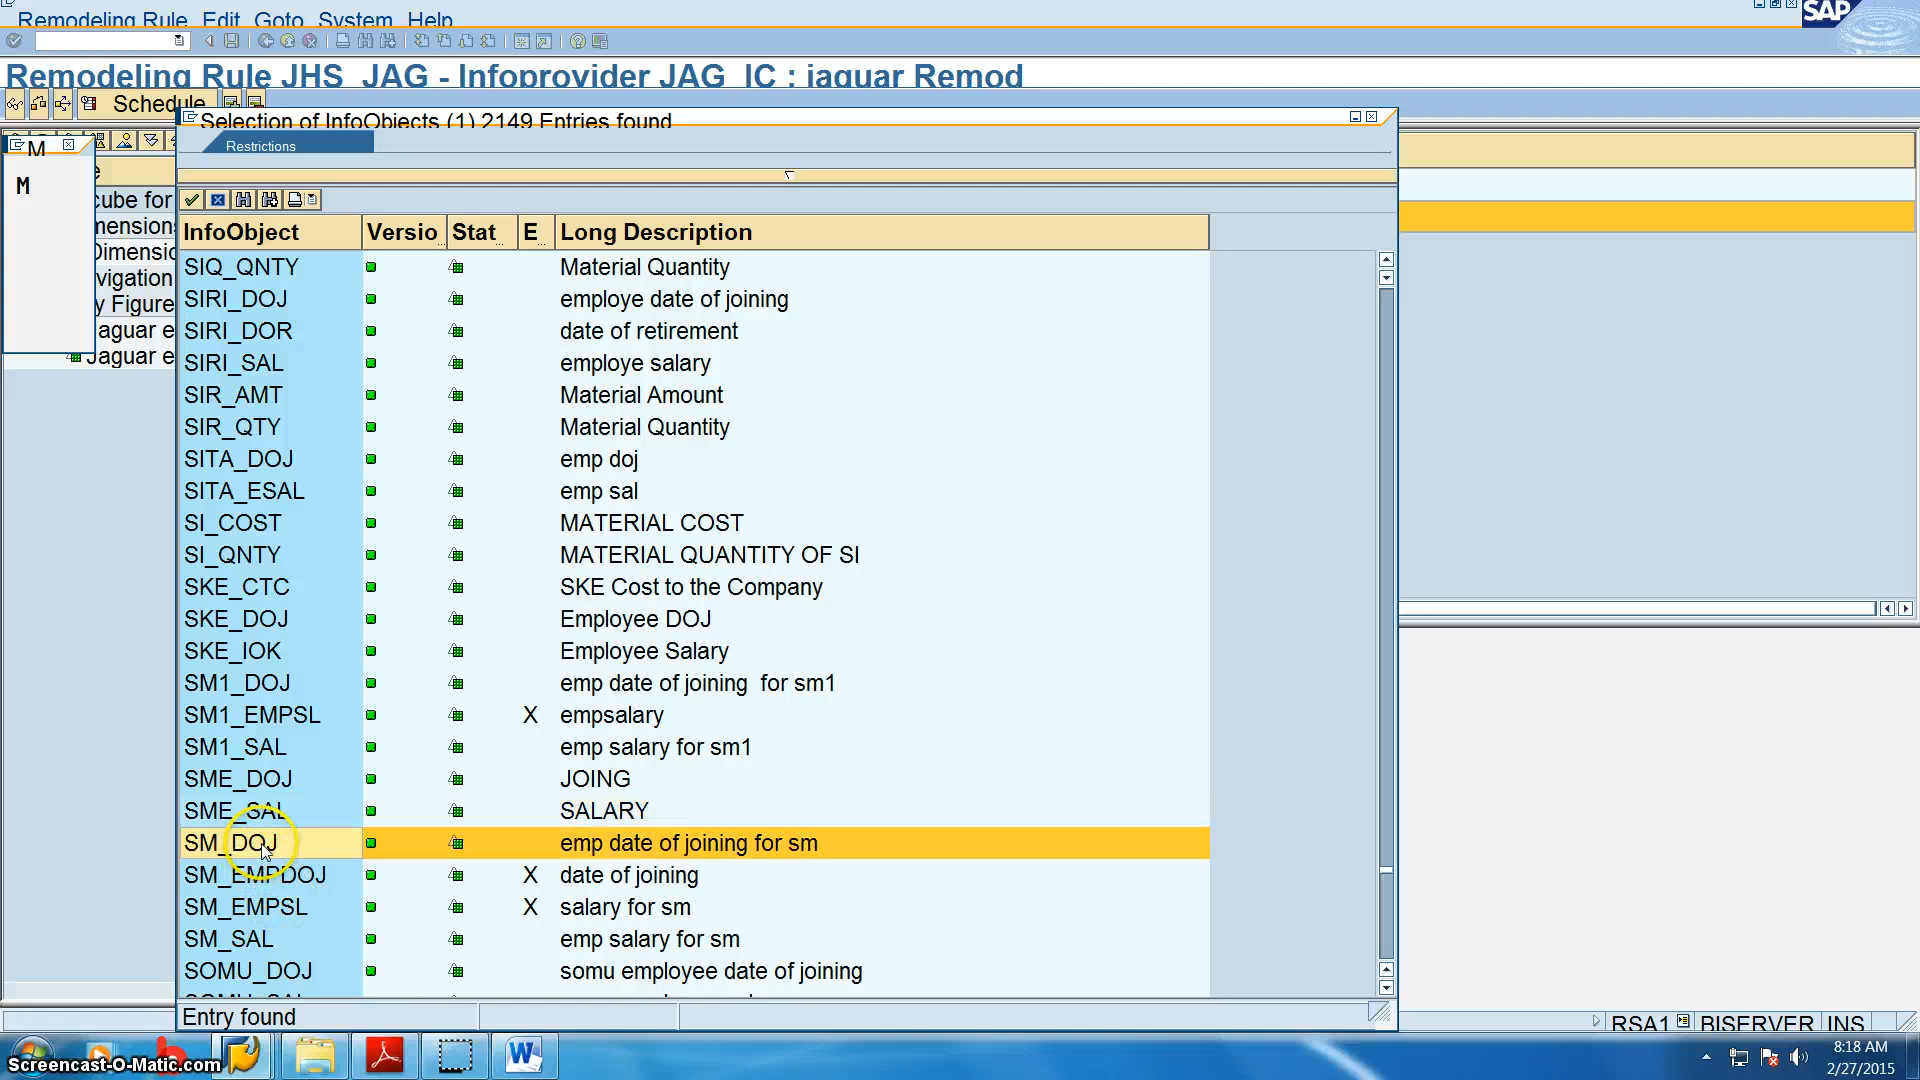 Remodeling Rule Edit Goto System Help
SAP
Remodeling Rule JHS_JAG - Infoprovider JAG_IC : jaguar Remod
Schedule
Selection of InfoObjects (1) 2149 Entries found
Restrictions
M
M
cube for
mensions
Dimensio
vigation
y Figure
aguar e
Jaguar e
InfoObject Versio.. Stat.. E.. Long Description
SIQ_QNTY Material Quantity
SIRI_DOJ employe date of joining
SIRI_DOR date of retirement
SIRI_SAL employe salary
SIR_AMT Material Amount
SIR_QTY Material Quantity
SITA_DOJ emp doj
SITA_ESAL emp sal
SI_COST MATERIAL COST
SI_QNTY MATERIAL QUANTITY OF SI
SKE_CTC SKE Cost to the Company
SKE_DOJ Employee DOJ
SKE_IOK Employee Salary
SM1_DOJ emp date of joining for sm1
SM1_EMPSL X empsalary
SM1_SAL emp salary for sm1
SME_DOJ JOING
SME_SAL SALARY
SM_DOJ emp date of joining for sm
SM_EMPDOJ X date of joining
SM_EMPSL X salary for sm
SM_SAL emp salary for sm
SOMU_DOJ somu employee date of joining
Entry found
RSA1 BISERVER INS
Screencast-O-Matic.com
8:18 AM
2/27/2015